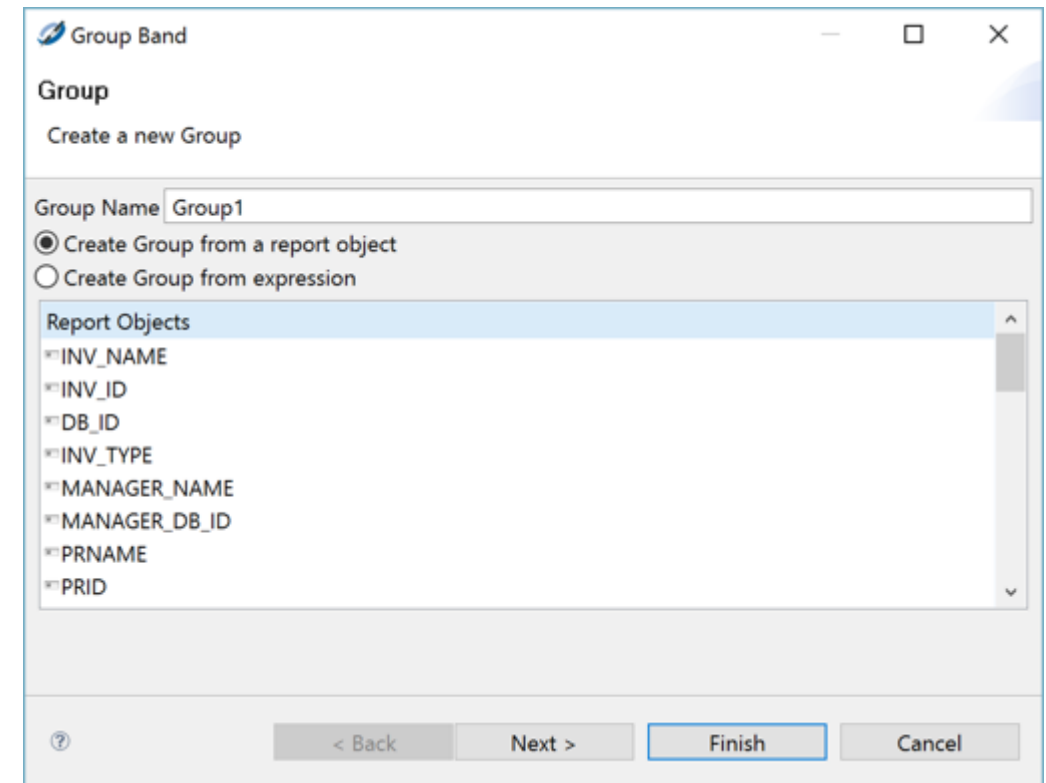 Group Band
Group
Create a new Group
Group Name Group1
Create Group from a report object
Create Group from expression
Report Objects
INV_NAME
INV_ID
DB_ID
INV_TYPE
MANAGER_NAME
MANAGER_DB_ID
PRNAME
PRID
? < Back Next > Finish Cancel